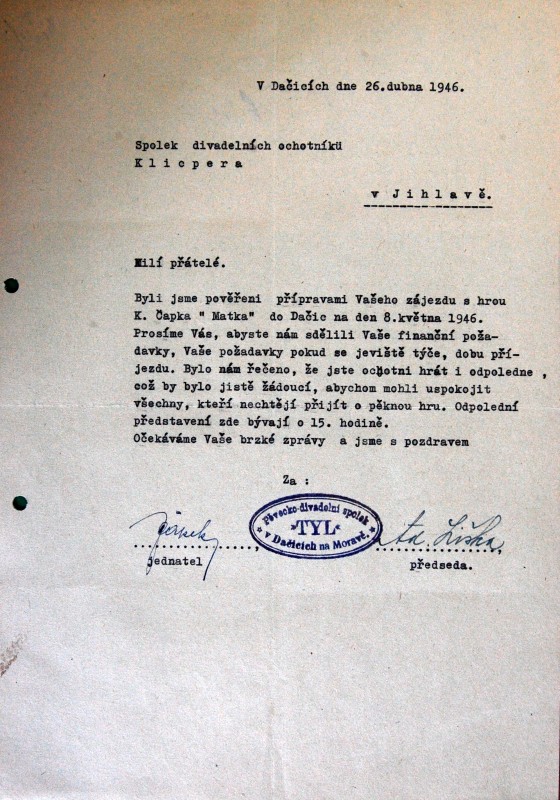 V Dačicích dne 26.dubna 1946.
Spolek divadelních ochotníků
K l i c p e r a
v J i h l a v ě.
Milí přátelé.
Byli jsme pověřeni přípravami Vašeho zájezdu s hrou
K. Čapka " Matka" do Dačic na den 8.května 1946.
Prosíme Vás, abyste nám sdělili Vaše finanční poža-
davky, Vaše požadavky pokud se jeviště týče, dobu pří-
jezdu. Bylo nám řečeno, že jste ochotni hrát i odpoledne ,
což by bylo jistě žádoucí, abychom mohli uspokojit
všechny, kteří nechtějí přijít o pěknou hru. Odpolední
představení zde bývají o 15. hodině.
Očekáváme Vaše brzké zprávy a jsme s pozdravem
Za :
Pěvecko-divadelní spolek
"TYL"
v Dačicích na Moravě.
Liška
jednatel
předseda.